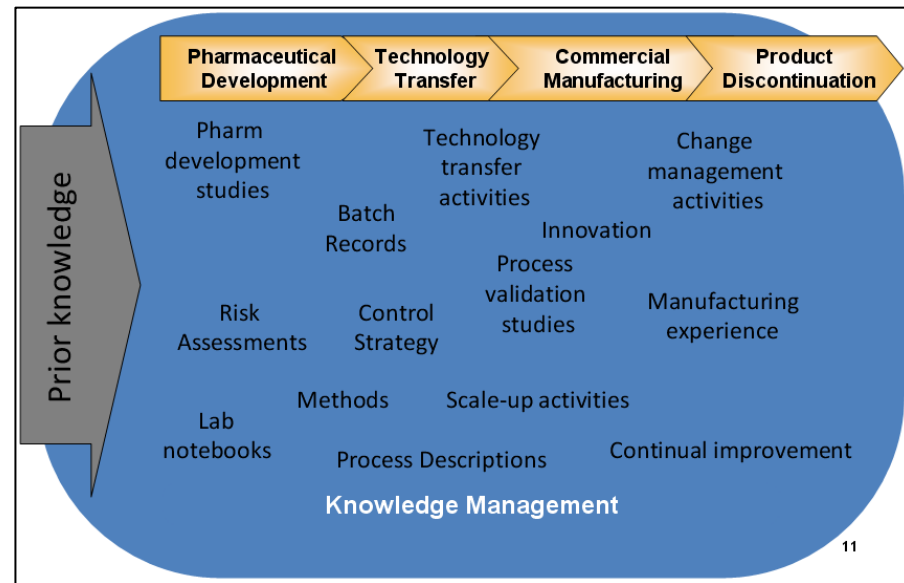 Pharmaceutical
Development
Technology
Transfer
Commercial
Manufacturing
Product
Discontinuation
Prior knowledge
Pharm
development
studies
Technology
transfer
activities
Change
management
activities
Batch
Records
Innovation
Process
validation
studies
Risk
Assessments
Control
Strategy
Manufacturing
experience
Methods
Scale-up activities
Lab
notebooks
Process Descriptions
Continual improvement
Knowledge Management
11